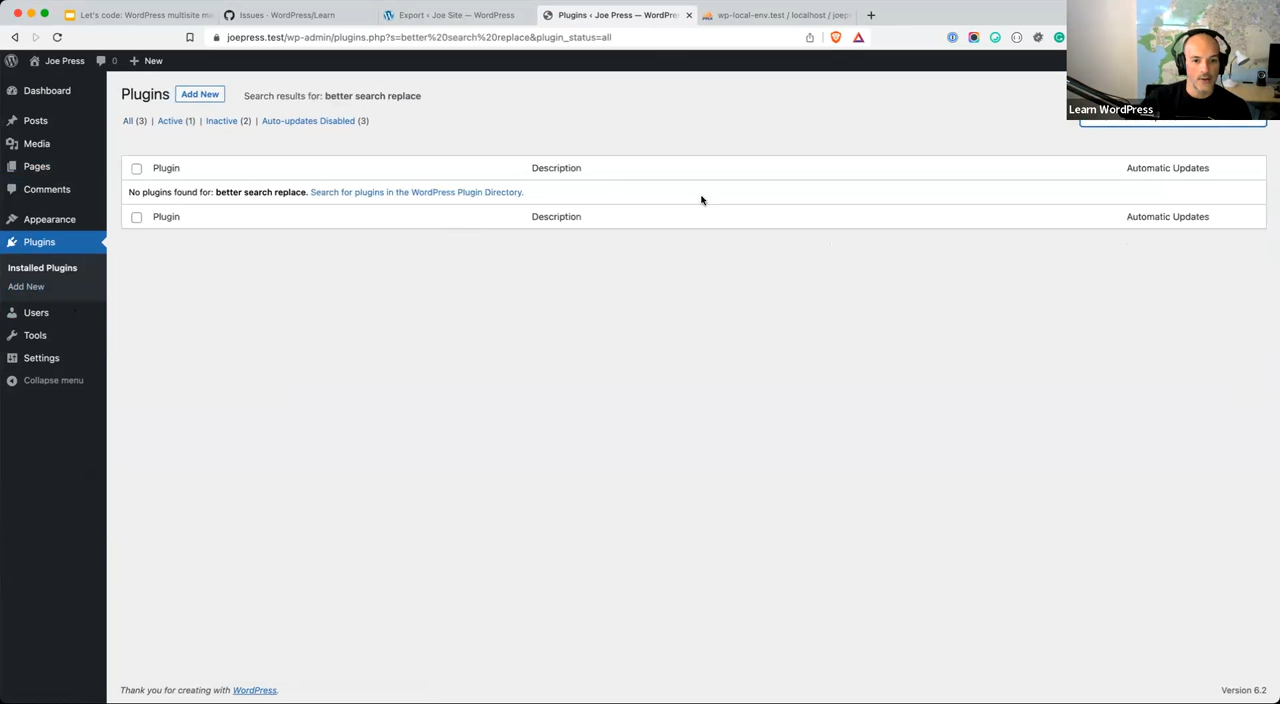 Let's code: WordPress multisite mi
Issues · WordPress/Learn
Export ‹ Joe Site — WordPress
Plugins ‹ Joe Press — WordPre
wp-local-env.test / localhost / joep
joepress.test/wp-admin/plugins.php?s=better%20search%20replace&plugin_status=all
Joe Press 0 New
Learn WordPress
Dashboard
Posts
Media
Pages
Comments
Appearance
Plugins
Installed Plugins
Add New
Users
Tools
Settings
Collapse menu
Plugins Add New Search results for: better search replace
All (3) | Active (1) | Inactive (2) | Auto-updates Disabled (3)
Plugin Description Automatic Updates
No plugins found for: better search replace. Search for plugins in the WordPress Plugin Directory.
Plugin Description Automatic Updates
Thank you for creating with WordPress. Version 6.2